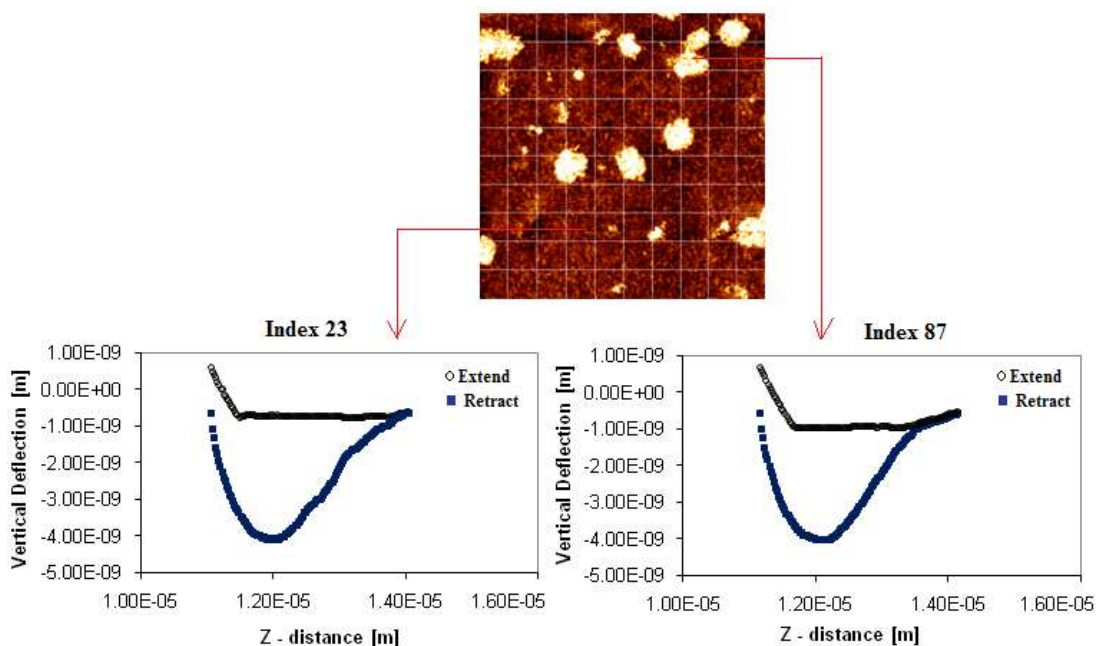 Index 23
Index 87
1.00E-09
0.00E+00
-1.00E-09
-2.00E-09
-3.00E-09
-4.00E-09
-5.00E-09
Vertical Deflection [m]
Extend
Retract
1.00E-05
1.20E-05
1.40E-05
1.60E-05
Z - distance [m]
1.00E-09
0.00E+00
-1.00E-09
-2.00E-09
-3.00E-09
-4.00E-09
-5.00E-09
Vertical Deflection [m]
Extend
Retract
1.00E-05
1.20E-05
1.40E-05
1.60E-05
Z - distance [m]